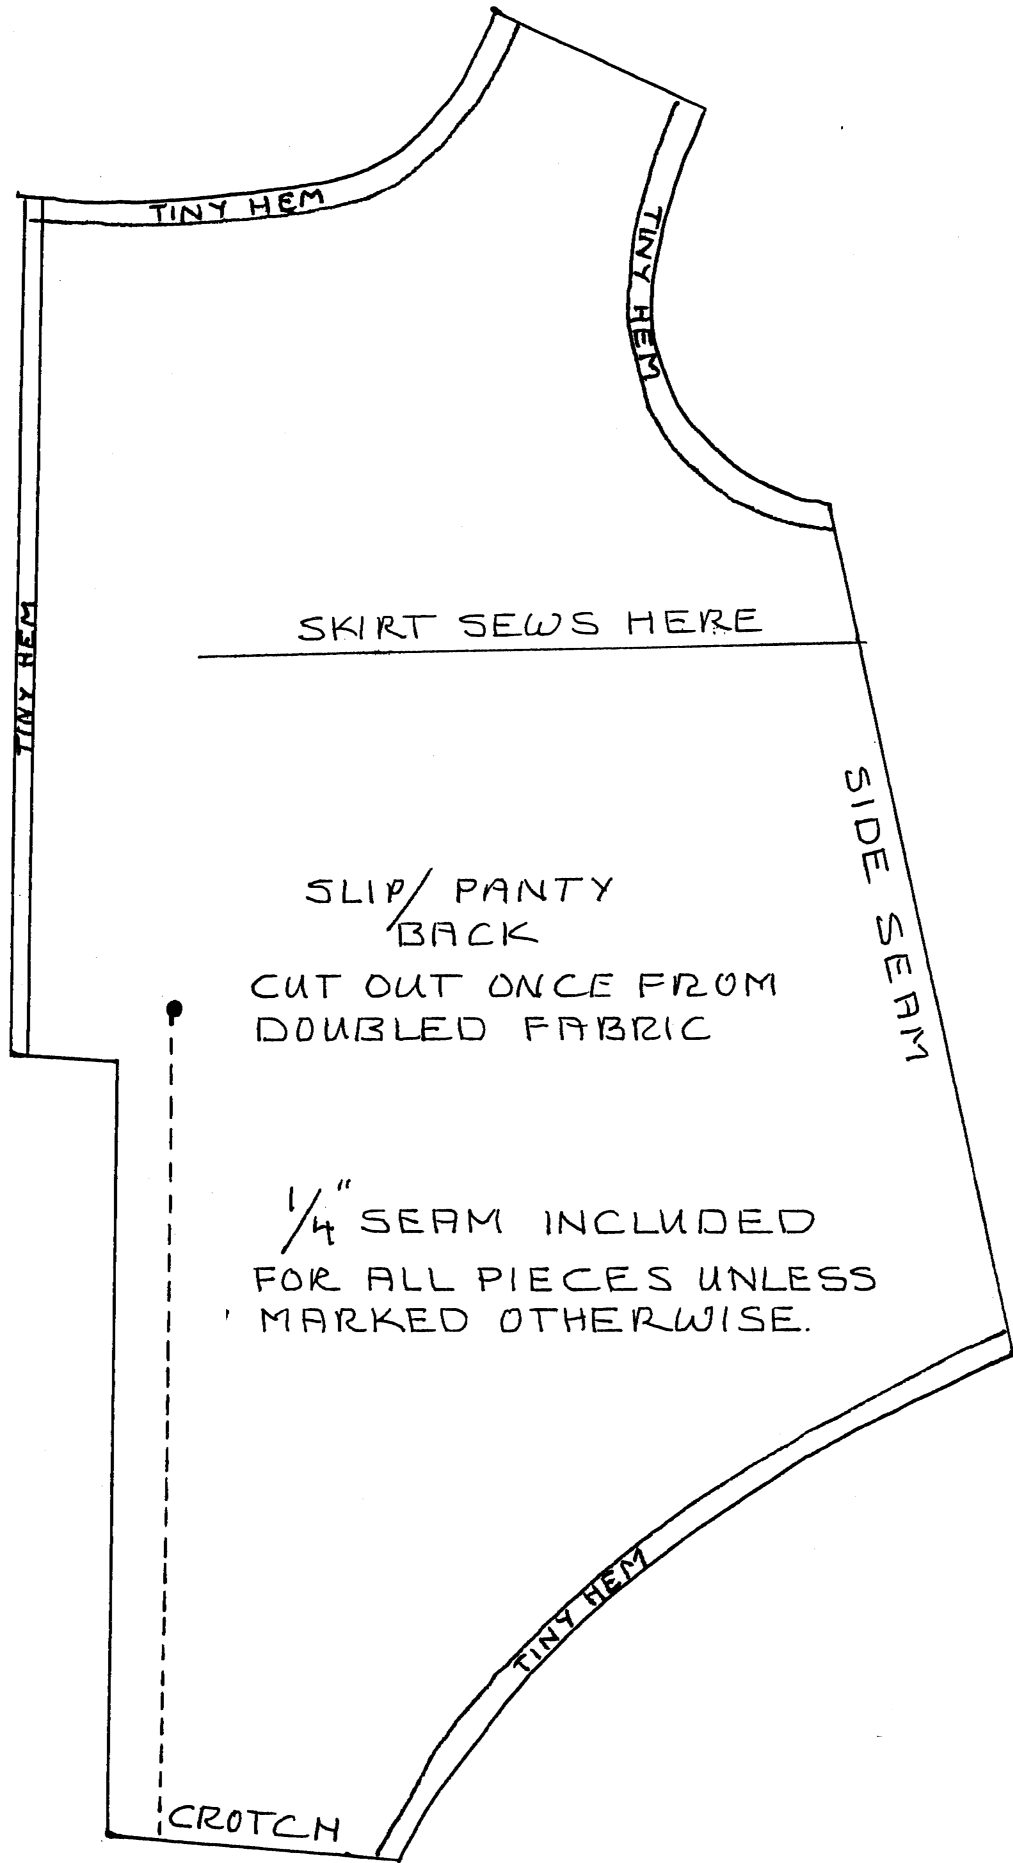 TINY HEM
TINY HEM
SKIRT SEWS HERE
TINY HEM
SIDE SEAM
SLIP/ PANTY
BACK
CUT OUT ONCE FROM
DOUBLED FABRIC
1/4" SEAM INCLUDED
FOR ALL PIECES UNLESS
MARKED OTHERWISE.
TINY HEM
CROTCH